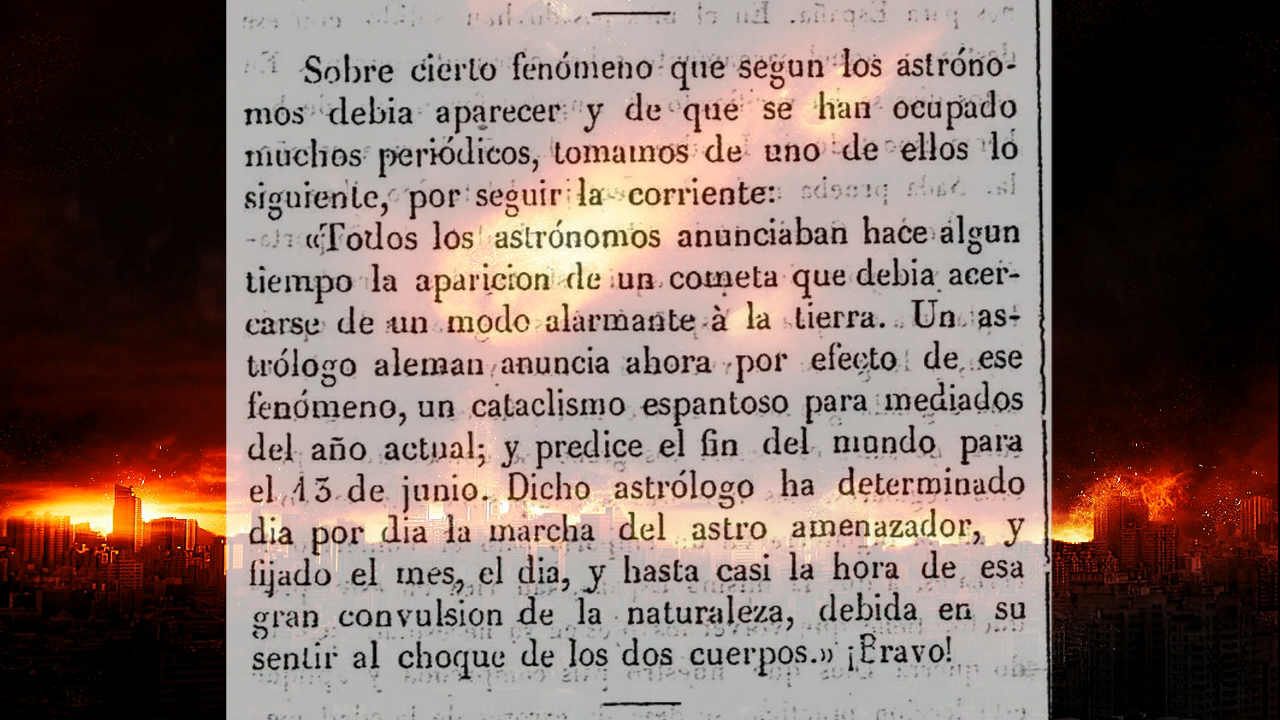 Sobre cierto fenómeno que segun los astróno-
mos debia aparecer y de que se han ocupado
muchos periódicos, tomamos de uno de ellos lo
siguiente, por seguir la corriente:
«Todos los astrónomos anunciaban hace algun
tiempo la aparicion de un cometa que debia acer-
carse de un modo alarmante à la tierra. Un as-
trólogo aleman anuncia ahora por efecto de ese
fenómeno, un cataclismo espantoso para mediados
del año actual; y predice el fin del mundo para
el 13 de junio. Dicho astrólogo ha determinado
dia por dia la marcha del astro amenazador, y
fijado el mes, el dia, y hasta casi la hora de esa
gran convulsion de la naturaleza, debida en su
sentir al choque de los dos cuerpos.» ¡Bravo!